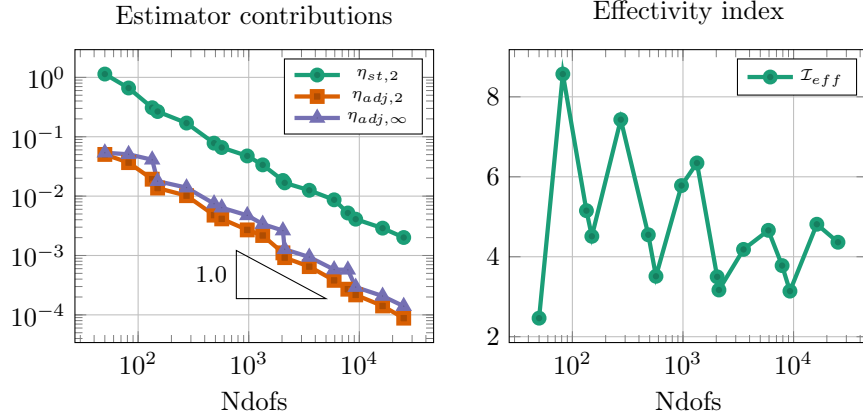 Estimator contributions
10^0
10^−1
10^−2
10^−3
10^−4
η_{st,2}
η_{adj,2}
η_{adj,∞}
1.0
10^2
10^3
10^4
Ndofs
Effectivity index
8
6
4
2
I_{eff}
10^2
10^3
10^4
Ndofs